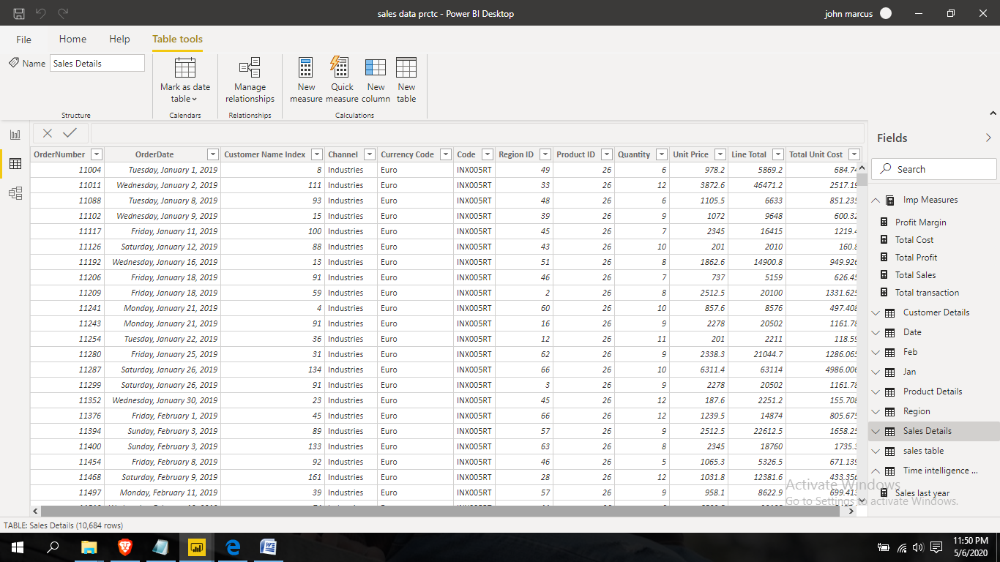 sales data prctc - Power BI Desktop
john marcus
File Home Help Table tools
Name Sales Details
Mark as date table
Manage relationships
New measure
Quick measure
New column
New table
Structure Calendars Relationships Calculations
OrderNumber OrderDate Customer Name Index Channel Currency Code Code Region ID Product ID Quantity Unit Price Line Total Total Unit Cost
11004 Tuesday, January 1, 2019 8 Industries Euro INX005RT 49 26 6 978.2 5869.2 684.74
11011 Wednesday, January 2, 2019 111 Industries Euro INX005RT 33 26 12 3872.6 46471.2 2517.19
11088 Tuesday, January 8, 2019 93 Industries Euro INX005RT 48 26 6 1105.5 6633 851.235
11102 Wednesday, January 9, 2019 15 Industries Euro INX005RT 39 26 9 1072 9648 600.32
11117 Friday, January 11, 2019 100 Industries Euro INX005RT 45 26 7 2345 16415 1219.4
11126 Saturday, January 12, 2019 88 Industries Euro INX005RT 43 26 10 201 2010 160.8
11192 Wednesday, January 16, 2019 13 Industries Euro INX005RT 51 26 8 1862.6 14900.8 949.926
11206 Friday, January 18, 2019 91 Industries Euro INX005RT 46 26 7 737 5159 626.45
11209 Friday, January 18, 2019 59 Industries Euro INX005RT 2 26 8 2512.5 20100 1331.625
11241 Monday, January 21, 2019 4 Industries Euro INX005RT 60 26 10 857.6 8576 497.408
11243 Monday, January 21, 2019 91 Industries Euro INX005RT 16 26 9 2278 20502 1161.78
11254 Tuesday, January 22, 2019 36 Industries Euro INX005RT 12 26 11 201 2211 118.59
11280 Friday, January 25, 2019 31 Industries Euro INX005RT 62 26 9 2338.3 21044.7 1286.065
11287 Saturday, January 26, 2019 134 Industries Euro INX005RT 66 26 10 6311.4 63114 4986.006
11299 Saturday, January 26, 2019 91 Industries Euro INX005RT 3 26 9 2278 20502 1161.78
11352 Wednesday, January 30, 2019 23 Industries Euro INX005RT 45 26 12 187.6 2251.2 155.708
11376 Friday, February 1, 2019 45 Industries Euro INX005RT 66 26 12 1239.5 14874 805.675
11394 Sunday, February 3, 2019 89 Industries Euro INX005RT 57 26 9 2512.5 22612.5 1658.25
11400 Sunday, February 3, 2019 133 Industries Euro INX005RT 63 26 8 2345 18760 1735.3
11454 Friday, February 8, 2019 92 Industries Euro INX005RT 46 26 5 1065.3 5326.5 671.139
11468 Saturday, February 9, 2019 161 Industries Euro INX005RT 28 26 12 1031.8 12381.6 433.356
11497 Monday, February 11, 2019 39 Industries Euro INX005RT 57 26 9 958.1 8622.9 699.413
Fields
Search
Imp Measures
Profit Margin
Total Cost
Total Profit
Total Sales
Total transaction
Customer Details
Date
Feb
Jan
Product Details
Region
Sales Details
sales table
Time intelligence ...
Sales last year
Activate Windows
Go to Settings to activate Windows.
TABLE: Sales Details (10,684 rows)
11:50 PM
5/6/2020